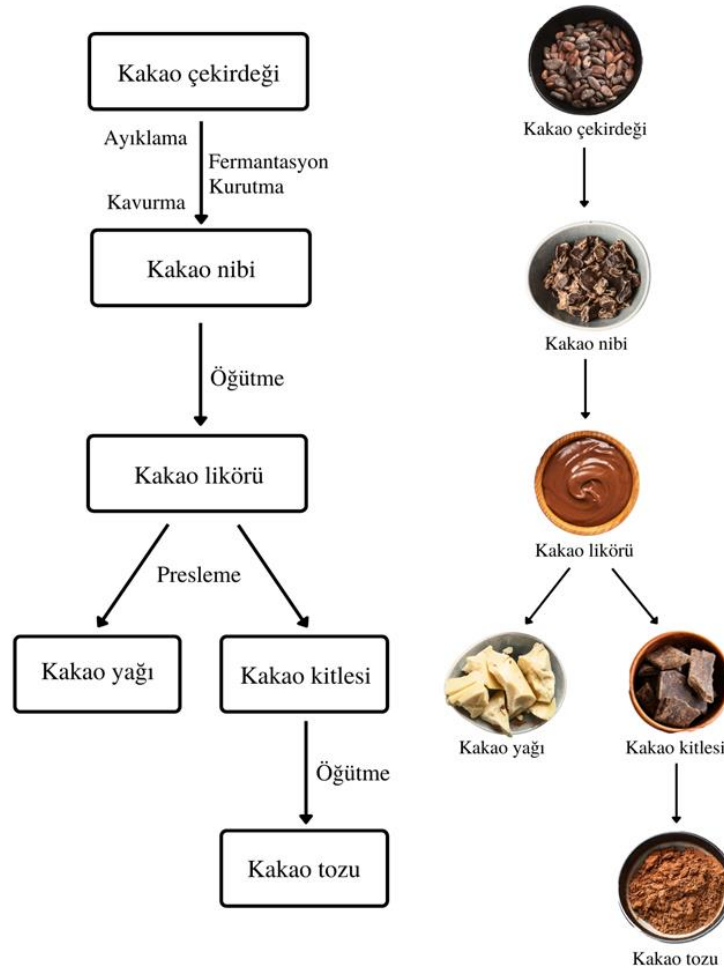 Kakao çekirdeği
Ayıklama
Fermantasyon
Kurutma
Kavurma
Kakao nibi
Öğütme
Kakao likörü
Presleme
Kakao yağı
Kakao kitlesi
Öğütme
Kakao tozu
Kakao çekirdeği
Kakao nibi
Kakao likörü
Kakao yağı
Kakao kitlesi
Kakao tozu